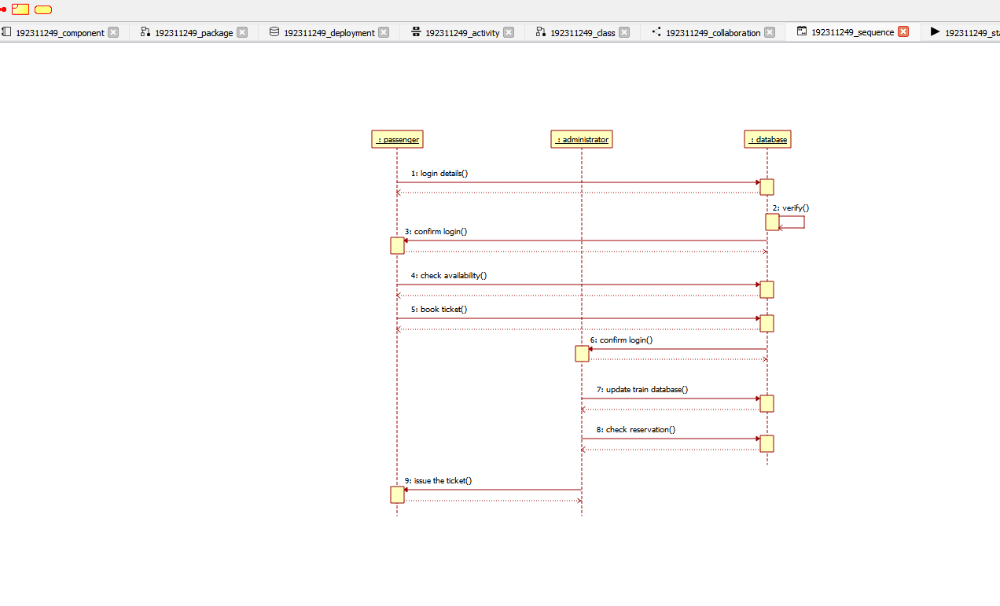 192311249_component
192311249_package
192311249_deployment
192311249_activity
192311249_class
192311249_collaboration
192311249_sequence
192311249_sta
: passenger
: administrator
: database
1: login details()
2: verify()
3: confirm login()
4: check availability()
5: book ticket()
6: confirm login()
7: update train database()
8: check reservation()
9: issue the ticket()